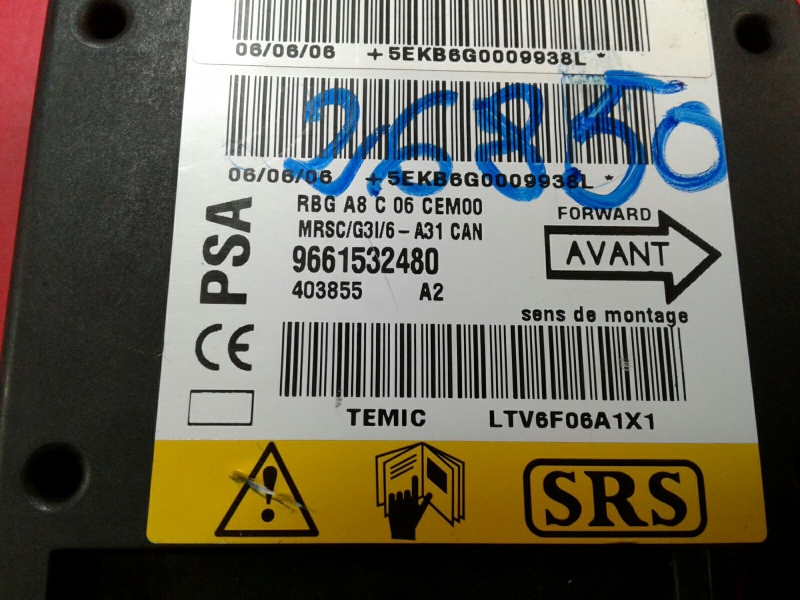 06/06/06 +5EKB6G0009938L *
26850
06/06/06 +5EKB6G0009938L *
PSA
RBG A8 C 06 CEM00
MRSC/G3I/6-A31 CAN
9661532480
403855 A2
FORWARD
AVANT
sens de montage
CE
TEMIC LTV6F06A1X1
SRS